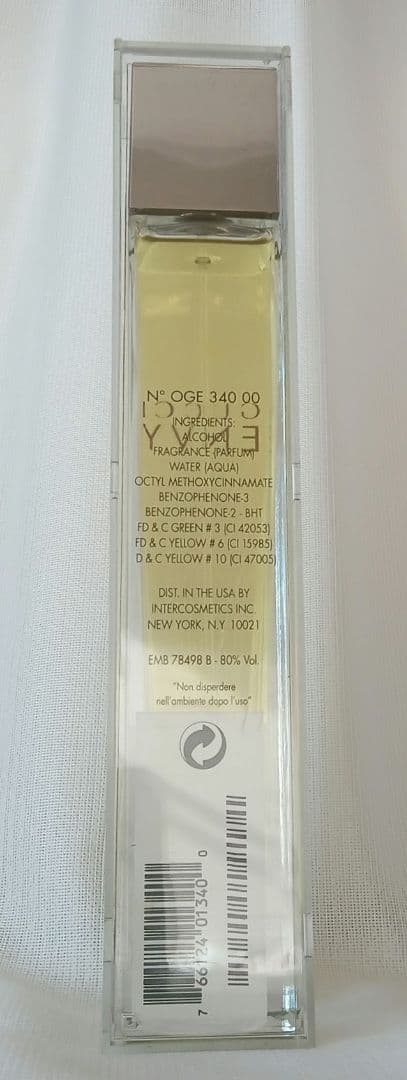 N° OGE 340 00
GUCCI
INGREDIENTS:
ALCOHOL
ENVY
FRAGRANCE (PARFUM)
WATER (AQUA)
OCTYL METHOXYCINNAMATE
BENZOPHENONE-3
BENZOPHENONE-2 - BHT
FD & C GREEN # 3 (CI 42053)
FD & C YELLOW # 6 (CI 15985)
D & C YELLOW # 10 (CI 47005)
DIST. IN THE USA BY
INTERCOSMETICS INC.
NEW YORK, N.Y 10021
EMB 78498 B - 80% Vol.
"Non disperdere
nell'ambiente dopo l'uso"
7 66124 01340 0